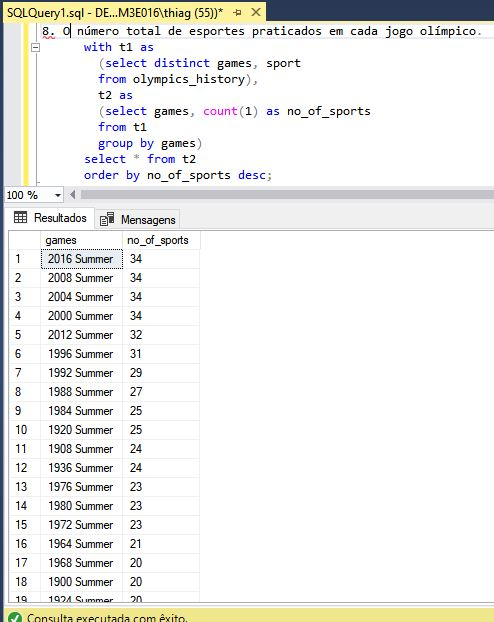 SQLQuery1.sql - DE...M3E016\thiag (55))*
8. O número total de esportes praticados em cada jogo olímpico.
with t1 as
(select distinct games, sport
from olympics_history),
t2 as
(select games, count(1) as no_of_sports
from t1
group by games)
select * from t2
order by no_of_sports desc;
100 %
Resultados Mensagens
games no_of_sports
1 2016 Summer 34
2 2008 Summer 34
3 2004 Summer 34
4 2000 Summer 34
5 2012 Summer 32
6 1996 Summer 31
7 1992 Summer 29
8 1988 Summer 27
9 1984 Summer 25
10 1920 Summer 25
11 1908 Summer 24
12 1936 Summer 24
13 1976 Summer 23
14 1980 Summer 23
15 1972 Summer 23
16 1964 Summer 21
17 1968 Summer 20
18 1900 Summer 20
19 1924 Summer 20
Consulta executada com êxito.